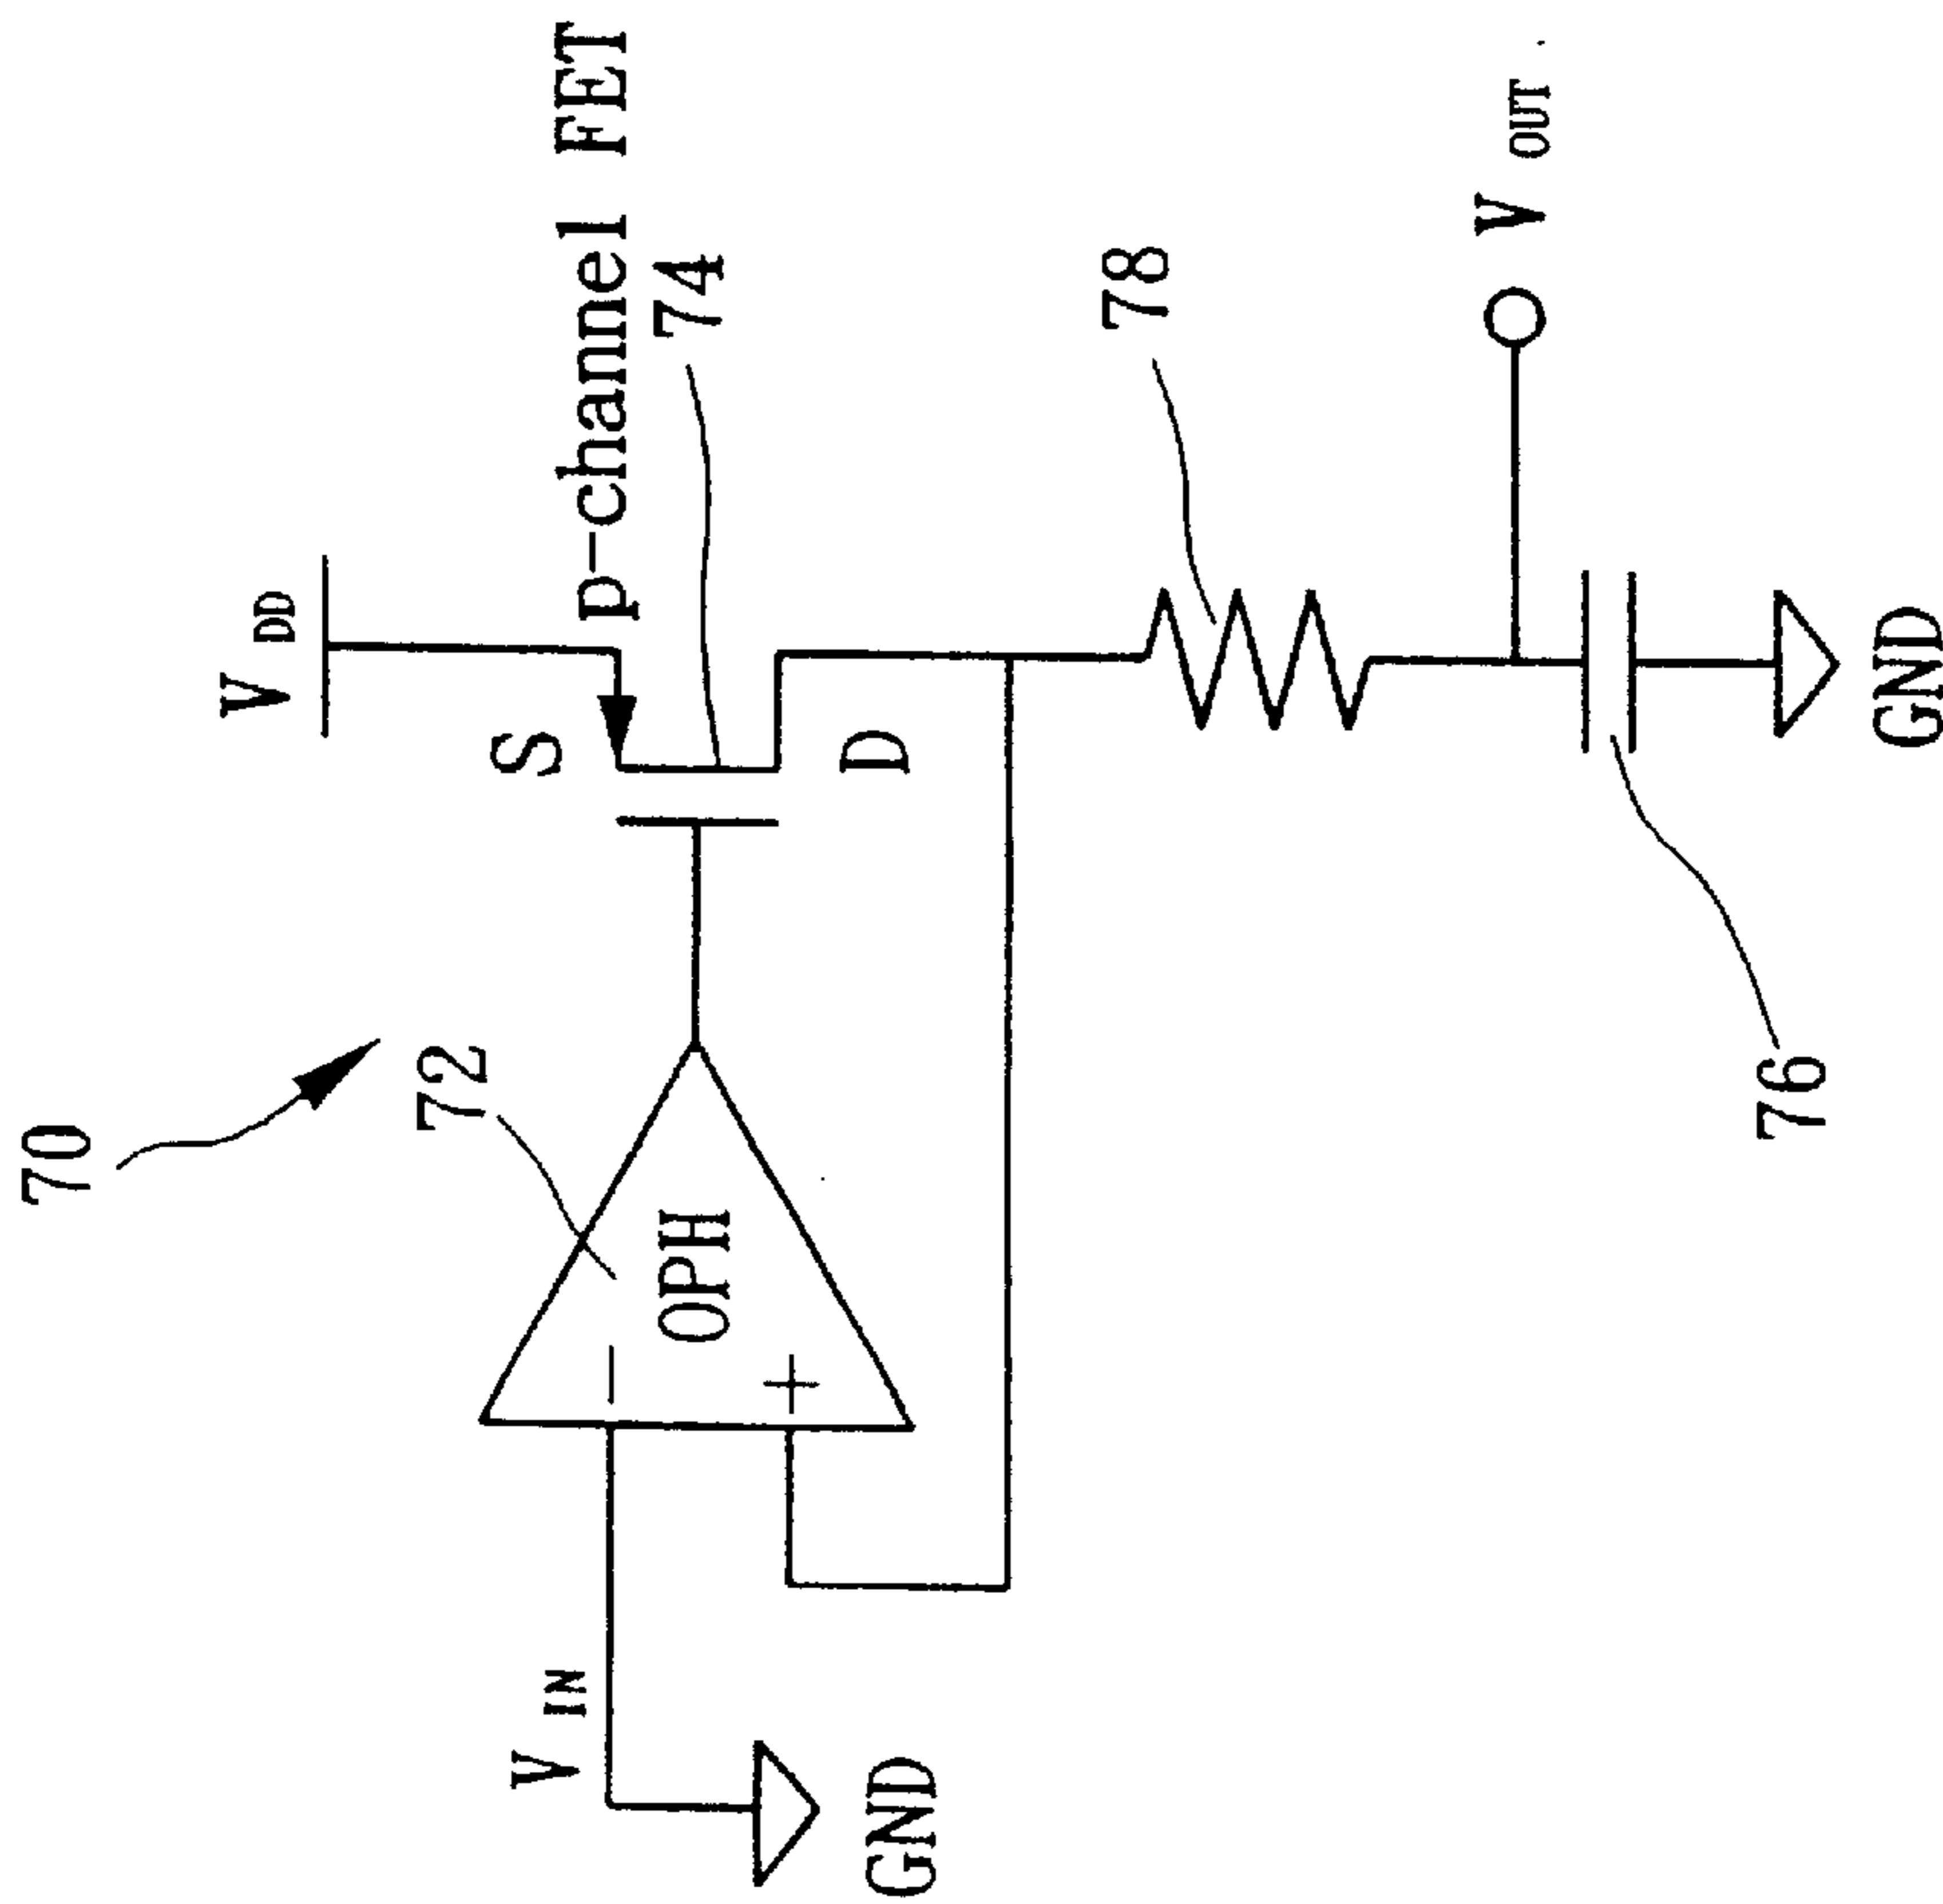 70
V DD
S
p-channel FET
74
72
OPH
−
+
D
V IN
GND
78
V OUT
76
GND